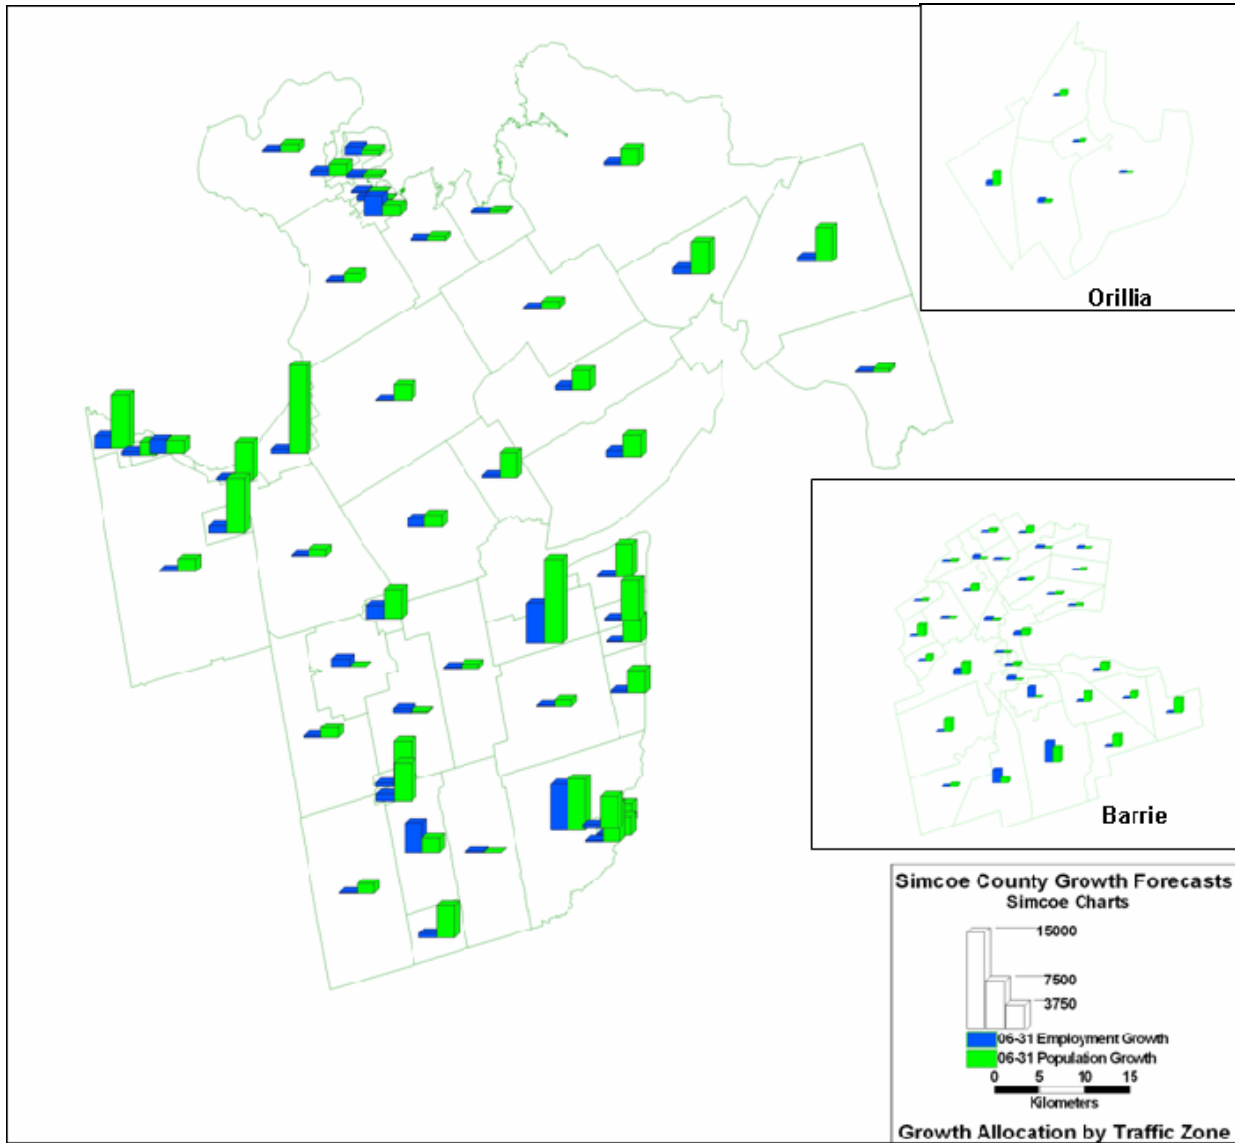 Orillia
Barrie
Simcoe County Growth Forecasts
Simcoe Charts
15000
7500
3750
06-31 Employment Growth
06-31 Population Growth
0 5 10 15
Kilometers
Growth Allocation by Traffic Zone